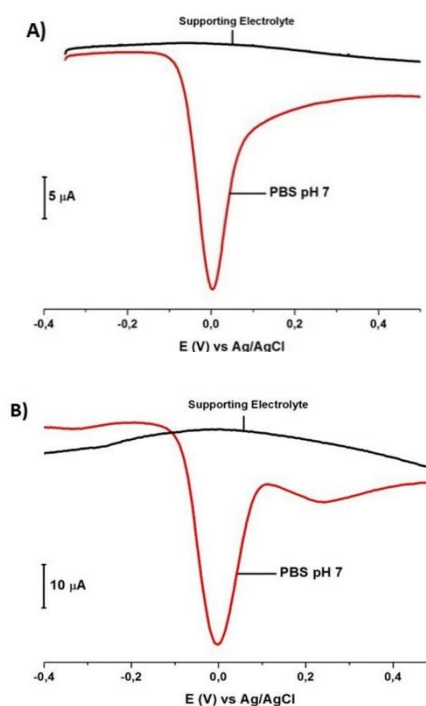 A)
Supporting Electrolyte
5 µA
PBS pH 7
-0,4 -0,2 0,0 0,2 0,4
E (V) vs Ag/AgCl
B)
Supporting Electrolyte
10 µA
PBS pH 7
-0,4 -0,2 0,0 0,2 0,4
E (V) vs Ag/AgCl